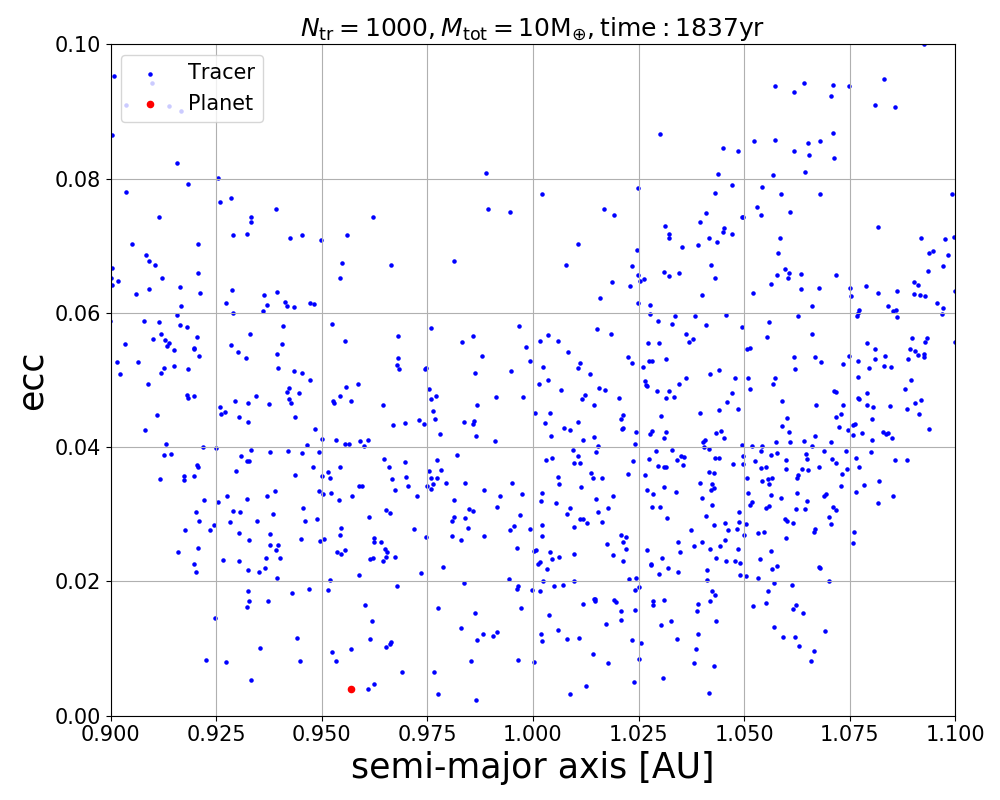 N_tr = 1000, M_tot = 10M_⊕, time : 1837yr
Tracer
Planet
ecc
0.10
0.08
0.06
0.04
0.02
0.00
0.900 0.925 0.950 0.975 1.000 1.025 1.050 1.075 1.100
semi-major axis [AU]